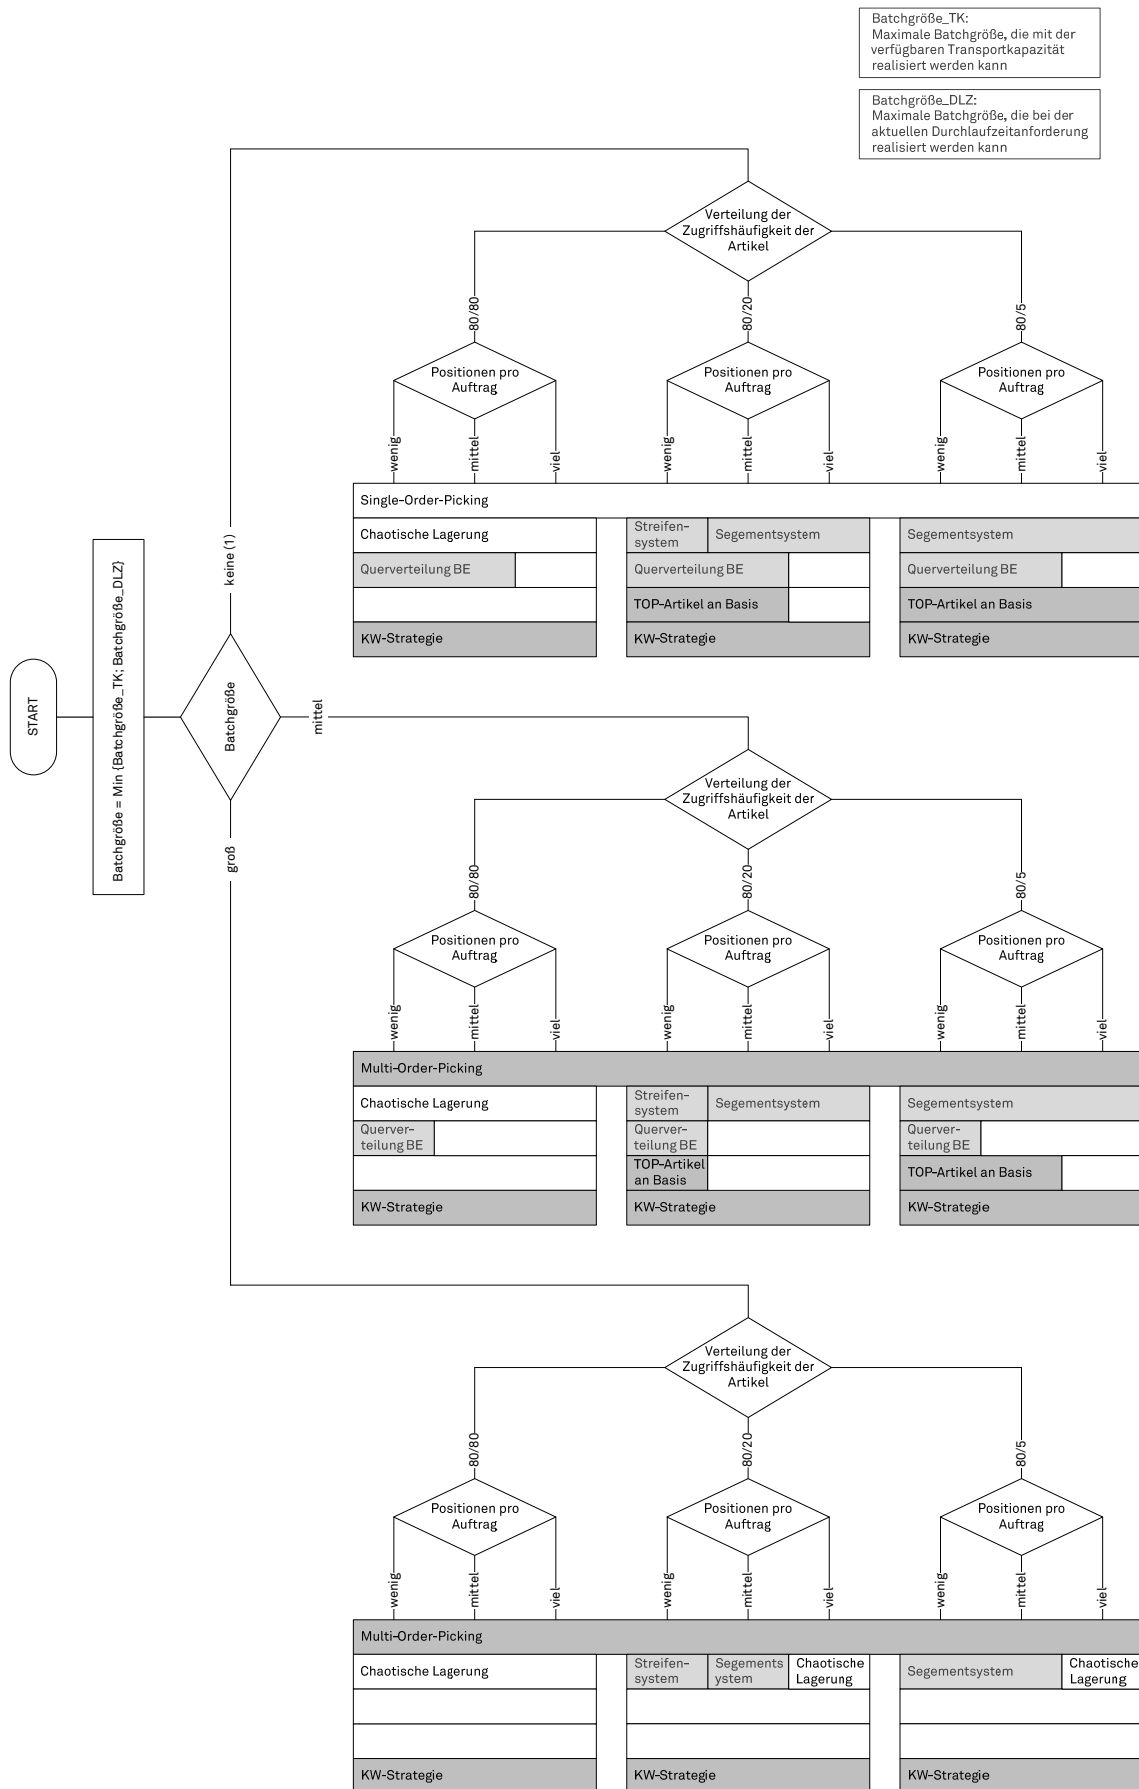 Batchgröße_TK:
Maximale Batchgröße, die mit der
verfügbaren Transportkapazität
realisiert werden kann
Batchgröße_DLZ:
Maximale Batchgröße, die bei der
aktuellen Durchlaufzeitanforderung
realisiert werden kann
START
Batchgröße = Min {Batchgröße_TK; Batchgröße_DLZ}
Batchgröße
keine (1)
mittel
groß
Verteilung der
Zugriffshäufigkeit der
Artikel
80/80
80/20
80/5
Positionen pro
Auftrag
Positionen pro
Auftrag
Positionen pro
Auftrag
wenig
mittel
viel
wenig
mittel
viel
wenig
mittel
viel
Single-Order-Picking
Chaotische Lagerung
Streifen-
system
Segementsystem
Segementsystem
Querverteilung BE
Querverteilung BE
Querverteilung BE
TOP-Artikel an Basis
TOP-Artikel an Basis
KW-Strategie
KW-Strategie
KW-Strategie
Verteilung der
Zugriffshäufigkeit der
Artikel
80/80
80/20
80/5
Positionen pro
Auftrag
Positionen pro
Auftrag
Positionen pro
Auftrag
wenig
mittel
viel
wenig
mittel
viel
wenig
mittel
viel
Multi-Order-Picking
Chaotische Lagerung
Streifen-
system
Segementsystem
Segementsystem
Querver-
teilung BE
Querver-
teilung BE
Querver-
teilung BE
TOP-Artikel
an Basis
TOP-Artikel an Basis
KW-Strategie
KW-Strategie
KW-Strategie
Verteilung der
Zugriffshäufigkeit der
Artikel
80/80
80/20
80/5
Positionen pro
Auftrag
Positionen pro
Auftrag
Positionen pro
Auftrag
wenig
mittel
viel
wenig
mittel
viel
wenig
mittel
viel
Multi-Order-Picking
Chaotische Lagerung
Streifen-
system
Segements
ystem
Chaotische
Lagerung
Segementsystem
Chaotische
Lagerung
KW-Strategie
KW-Strategie
KW-Strategie